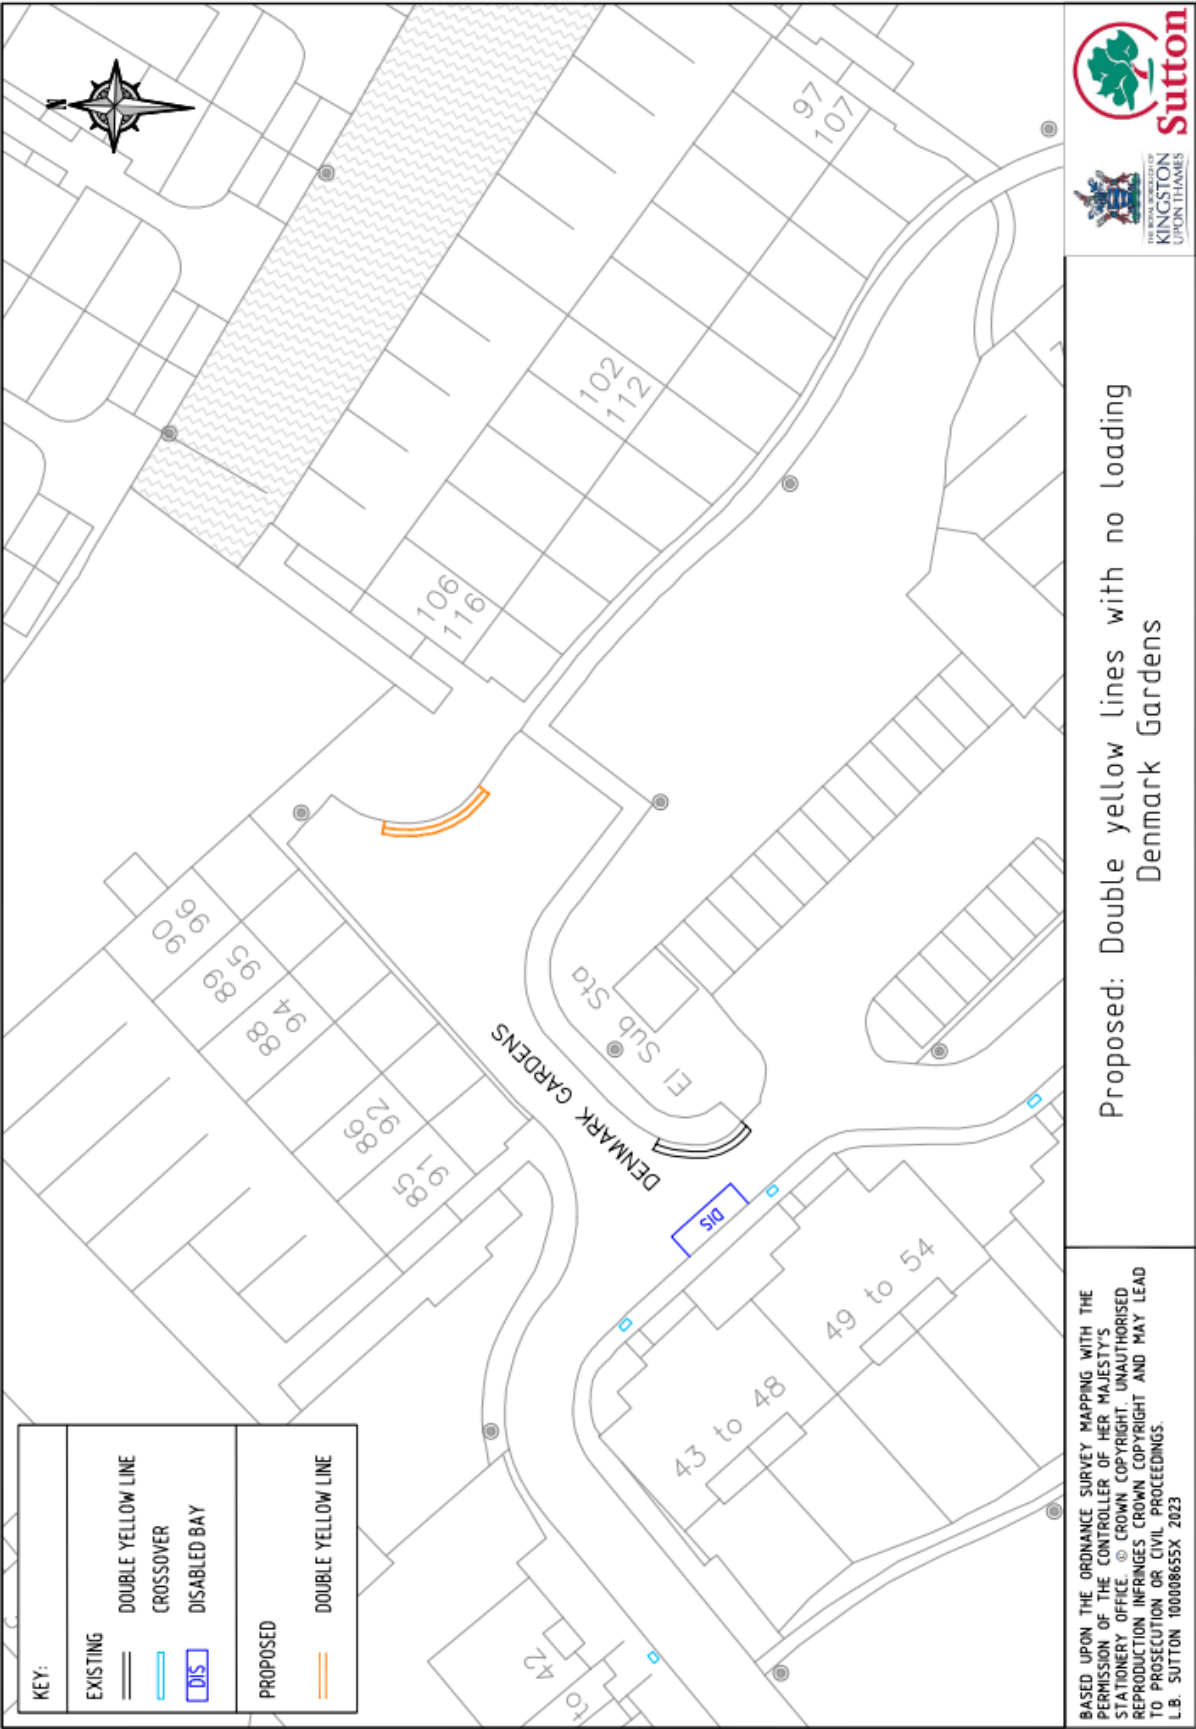 KEY:
EXISTING
DOUBLE YELLOW LINE
CROSSOVER
DIS
DISABLED BAY
PROPOSED
DOUBLE YELLOW LINE
N
97
107
102
112
106
116
90
96
89
95
88
94
86
92
85
91
DENMARK GARDENS
El Sub Sta
DIS
43 to 48
49 to 54
to 42
BASED UPON THE ORDNANCE SURVEY MAPPING WITH THE
PERMISSION OF THE CONTROLLER OF HER MAJESTY'S
STATIONERY OFFICE. © CROWN COPYRIGHT. UNAUTHORISED
REPRODUCTION INFRINGES CROWN COPYRIGHT AND MAY LEAD
TO PROSECUTION OR CIVIL PROCEEDINGS.
L.B. SUTTON 100008655X 2023
Proposed: Double yellow lines with no loading
Denmark Gardens
THE ROYAL BOROUGH OF
KINGSTON
UPON THAMES
Sutton